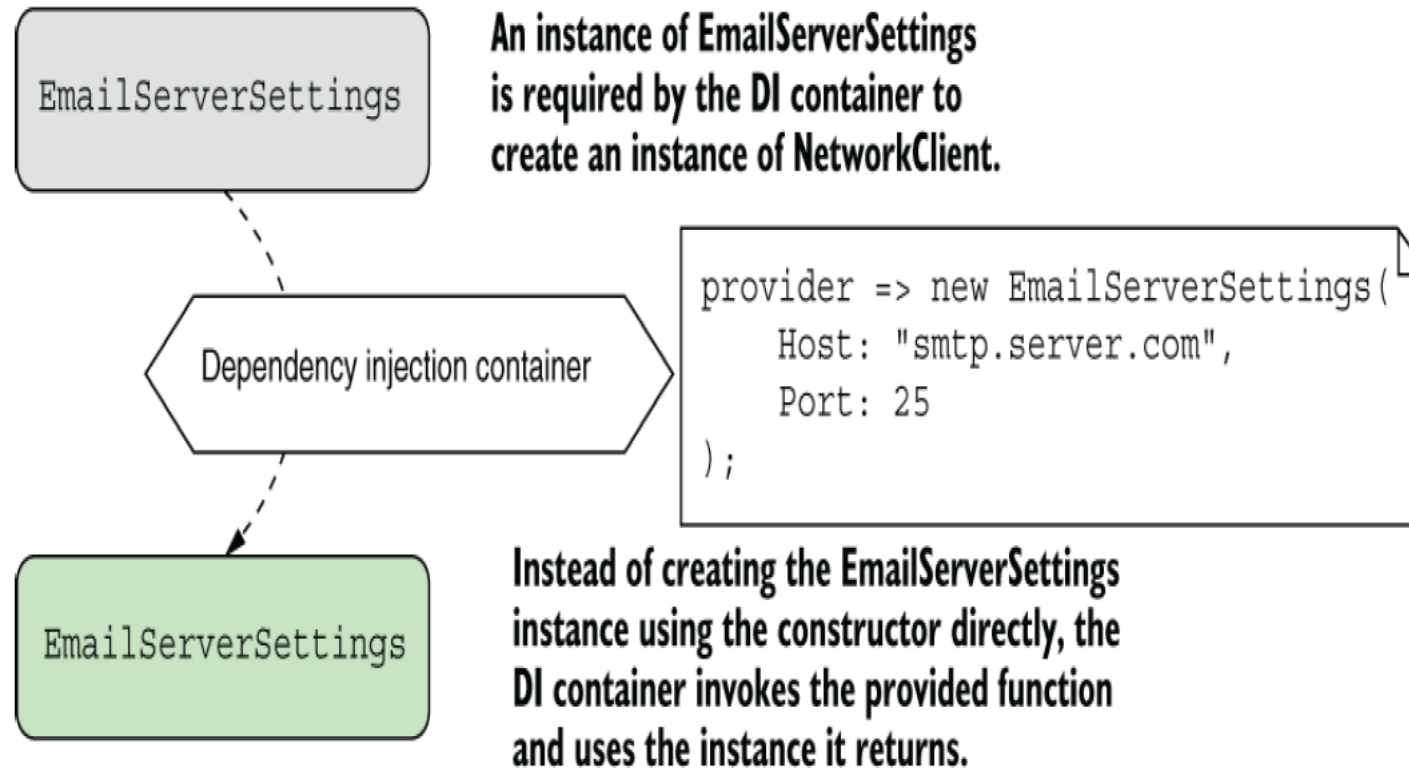 EmailServerSettings
An instance of EmailServerSettings
is required by the DI container to
create an instance of NetworkClient.
Dependency injection container
provider => new EmailServerSettings(
    Host: "smtp.server.com",
    Port: 25
);
EmailServerSettings
Instead of creating the EmailServerSettings
instance using the constructor directly, the
DI container invokes the provided function
and uses the instance it returns.